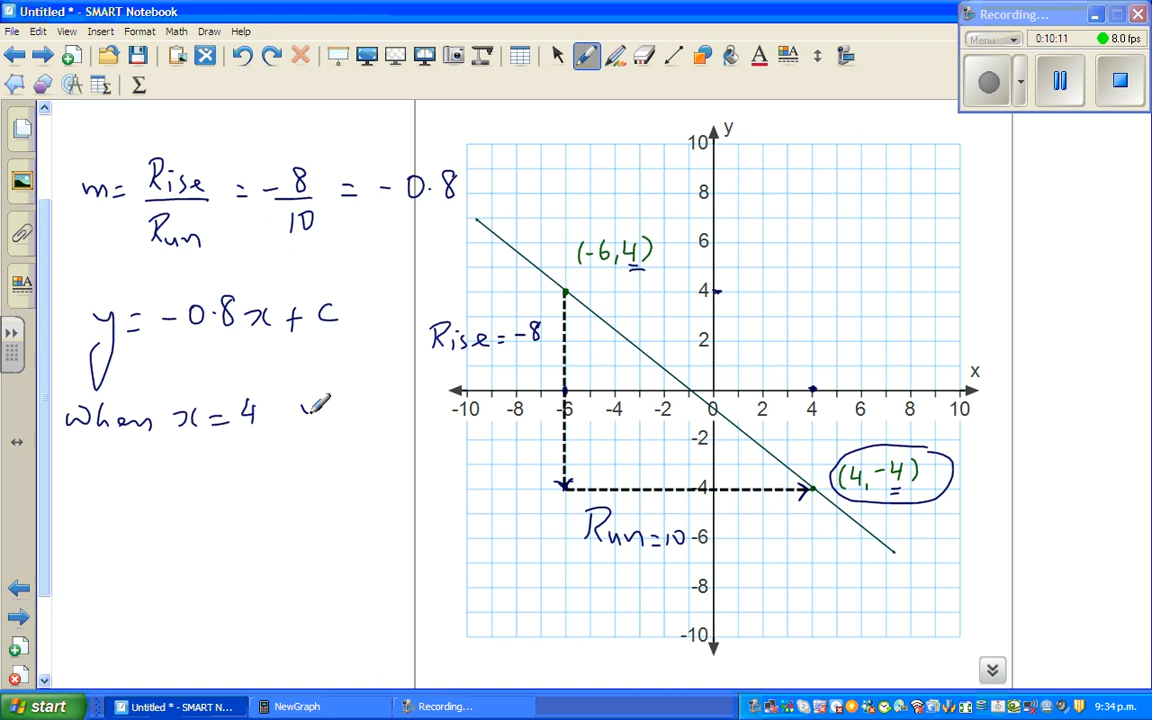 Untitled * - SMART Notebook
Recording...
File Edit View Insert Format Math Draw Help
Menu
0:10:11
8.0 fps
m = Rise / Run = - 8 / 10 = - 0.8
y = - 0.8x + c
when x = 4
y
10
8
6
4
2
-2
-4
-6
-8
-10
x
-10 -8 -6 -4 -2 0 2 4 6 8 10
(-6,4)
Rise = -8
(4,-4)
Run = 10
start
Untitled * - SMART N...
NewGraph
Recording...
9:34 p.m.